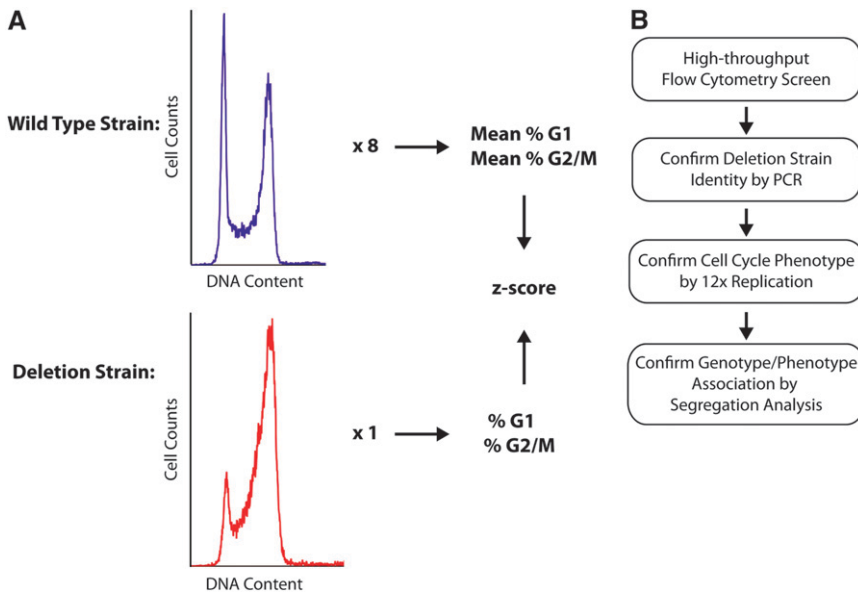 A
Wild Type Strain:
Cell Counts
DNA Content
x 8
Mean % G1
Mean % G2/M
z-score
Deletion Strain:
Cell Counts
DNA Content
x 1
% G1
% G2/M
B
High-throughput
Flow Cytometry Screen
Confirm Deletion Strain
Identity by PCR
Confirm Cell Cycle Phenotype
by 12x Replication
Confirm Genotype/Phenotype
Association by
Segregation Analysis